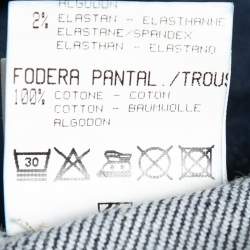 ALGODON
2% ELASTAN - ELASTHANNE
ELASTANE/SPANDEX
ELASTHAN - ELASTANO
FODERA PANTAL./TROUS
100% COTONE - COTON
COTTON - BAUMWOLLE
ALGODON
30